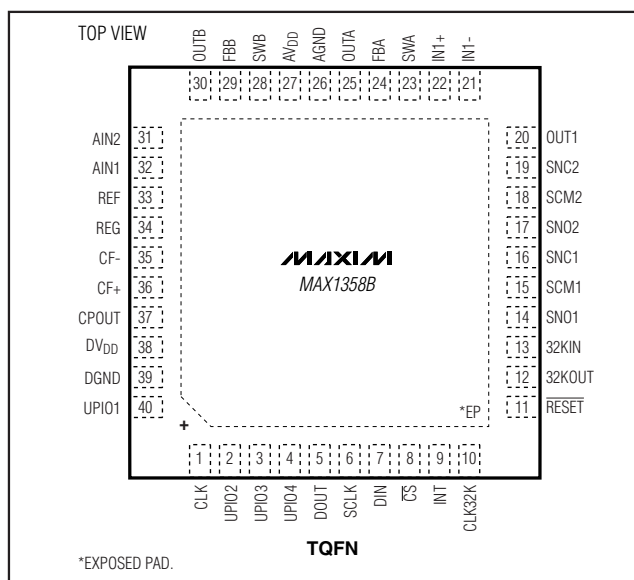 TOP VIEW
OUTB FBB SWB AVDD AGND OUTA FBA SWA IN1+ IN1-
30 29 28 27 26 25 24 23 22 21
AIN2 31
AIN1 32
REF 33
REG 34
CF- 35
CF+ 36
CPOUT 37
DVDD 38
DGND 39
UPIO1 40
MAXIM
MAX1358B
20 OUT1
19 SNC2
18 SCM2
17 SNO2
16 SNC1
15 SCM1
14 SNO1
13 32KIN
12 32KOUT
11 RESET
*EP
+
1 2 3 4 5 6 7 8 9 10
CLK UPIO2 UPIO3 UPIO4 DOUT SCLK DIN CS INT CLK32K
TQFN
*EXPOSED PAD.